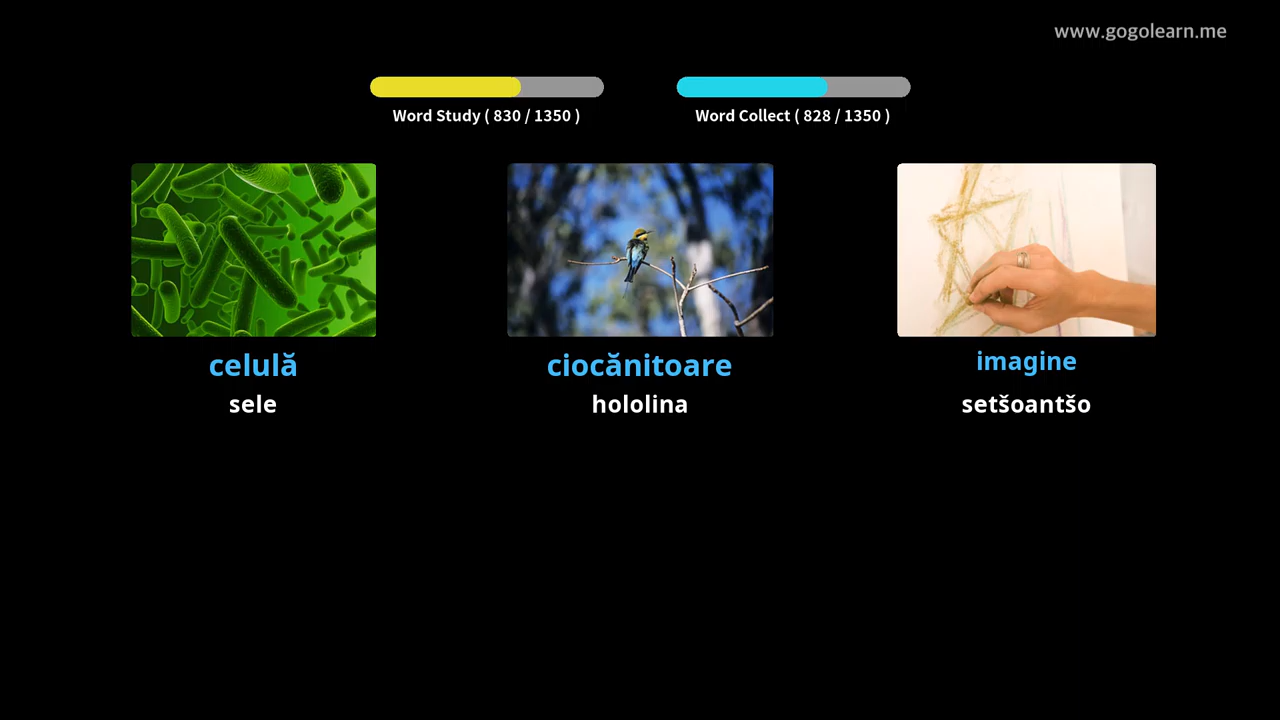 www.gogolearn.me
Word Study ( 830 / 1350 )
Word Collect ( 828 / 1350 )
celulă
sele
ciocănitoare
hololina
imagine
setšoantšo